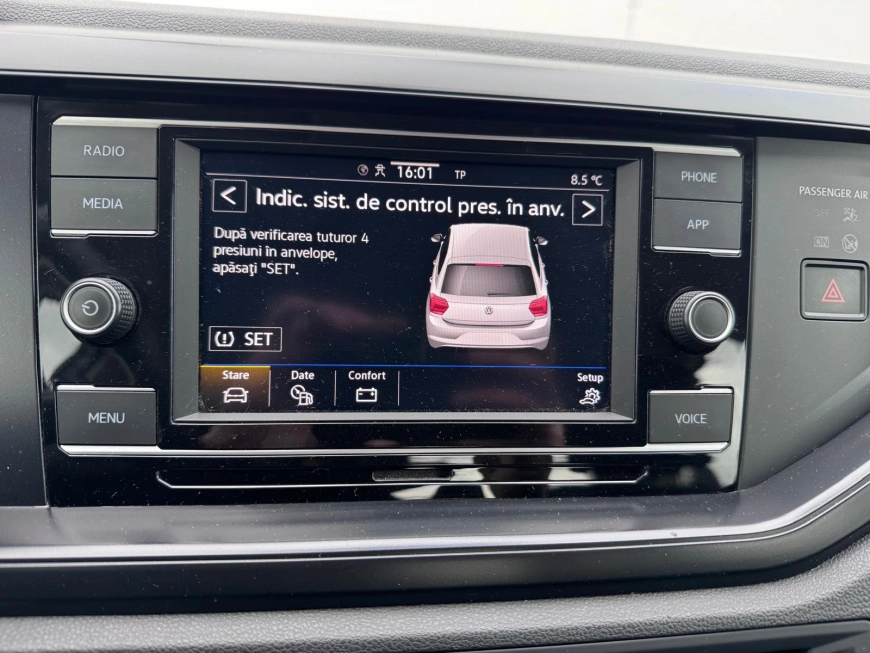 RADIO
MEDIA
MENU
16:01 TP
8.5 °C
< Indic. sist. de control pres. în anv. >
După verificarea tuturor 4
presiuni în anvelope,
apăsați "SET".
SET
Stare
Date
Confort
Setup
PHONE
APP
VOICE
PASSENGER AIR
OFF
ON